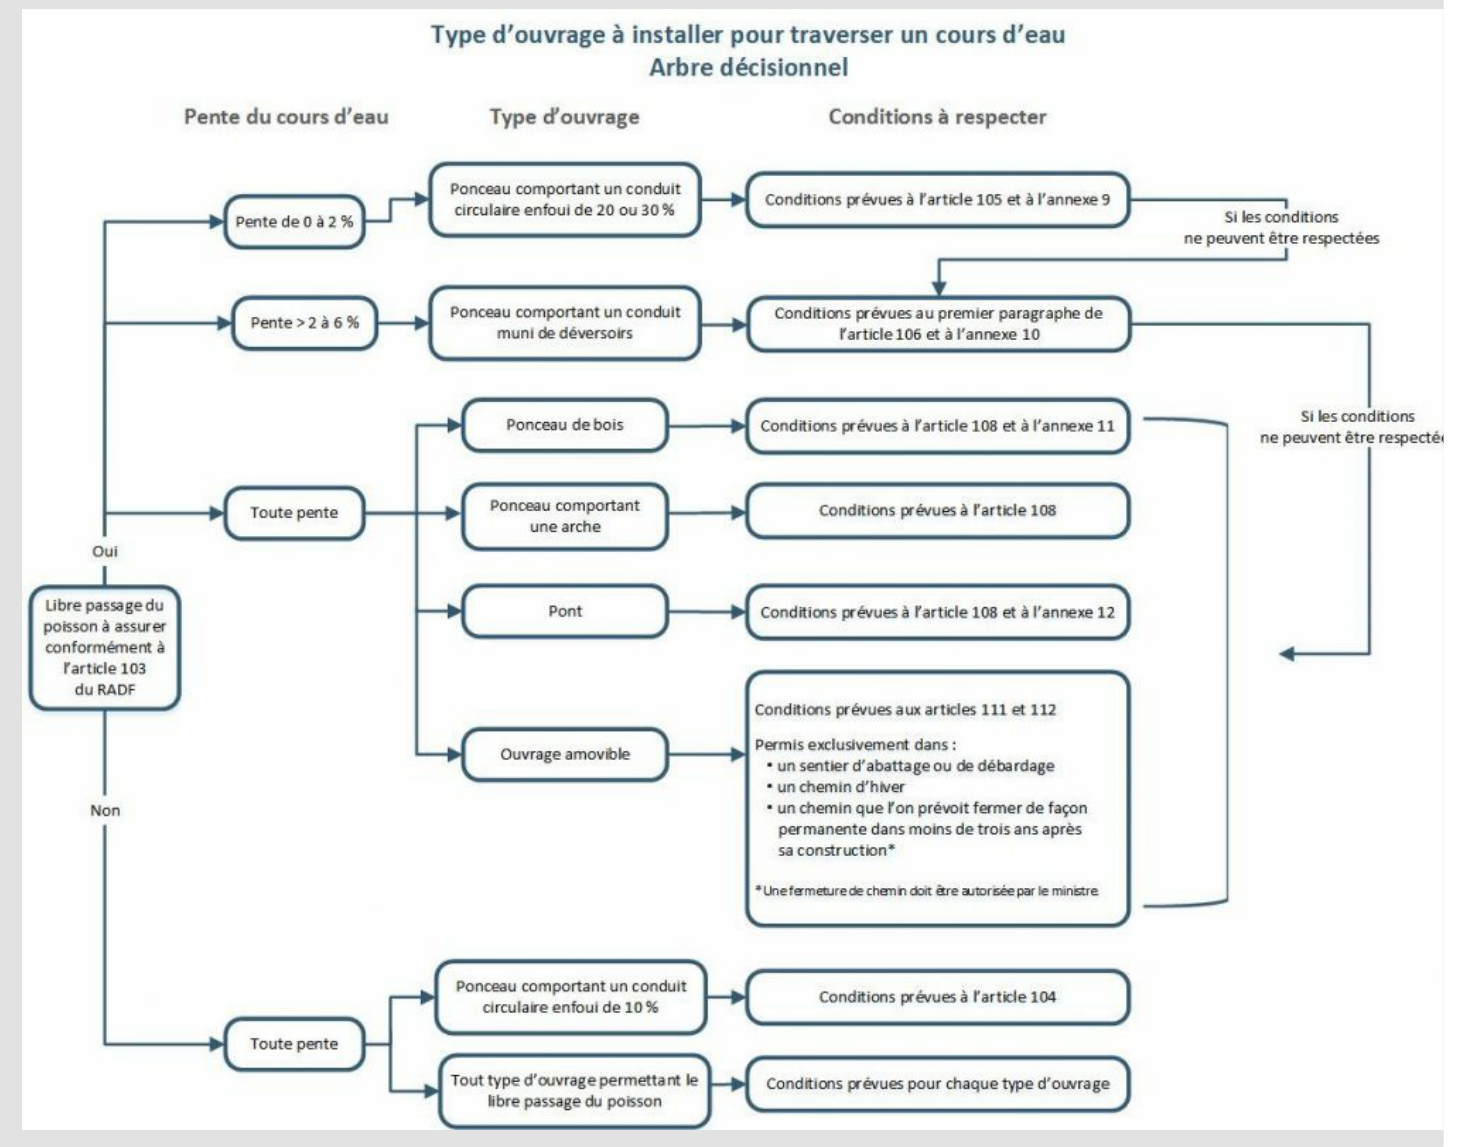 Type d'ouvrage à installer pour traverser un cours d'eau
Arbre décisionnel
Pente du cours d'eau
Type d'ouvrage
Conditions à respecter
Pente de 0 à 2 %
Ponceau comportant un conduit
circulaire enfoui de 20 ou 30 %
Conditions prévues à l'article 105 et à l'annexe 9
Si les conditions
ne peuvent être respectées
Pente > 2 à 6 %
Ponceau comportant un conduit
muni de déversoirs
Conditions prévues au premier paragraphe de
l'article 106 et à l'annexe 10
Si les conditions
ne peuvent être respecté
Toute pente
Ponceau de bois
Conditions prévues à l'article 108 et à l'annexe 11
Ponceau comportant
une arche
Conditions prévues à l'article 108
Pont
Conditions prévues à l'article 108 et à l'annexe 12
Ouvrage amovible
Conditions prévues aux articles 111 et 112
Permis exclusivement dans :
• un sentier d'abattage ou de débardage
• un chemin d'hiver
• un chemin que l'on prévoit fermer de façon
permanente dans moins de trois ans après
sa construction*
*Une fermeture de chemin doit être autorisée par le ministre.
Oui
Libre passage du
poisson à assurer
conformément à
l'article 103
du RADF
Non
Toute pente
Ponceau comportant un conduit
circulaire enfoui de 10 %
Conditions prévues à l'article 104
Tout type d'ouvrage permettant le
libre passage du poisson
Conditions prévues pour chaque type d'ouvrage